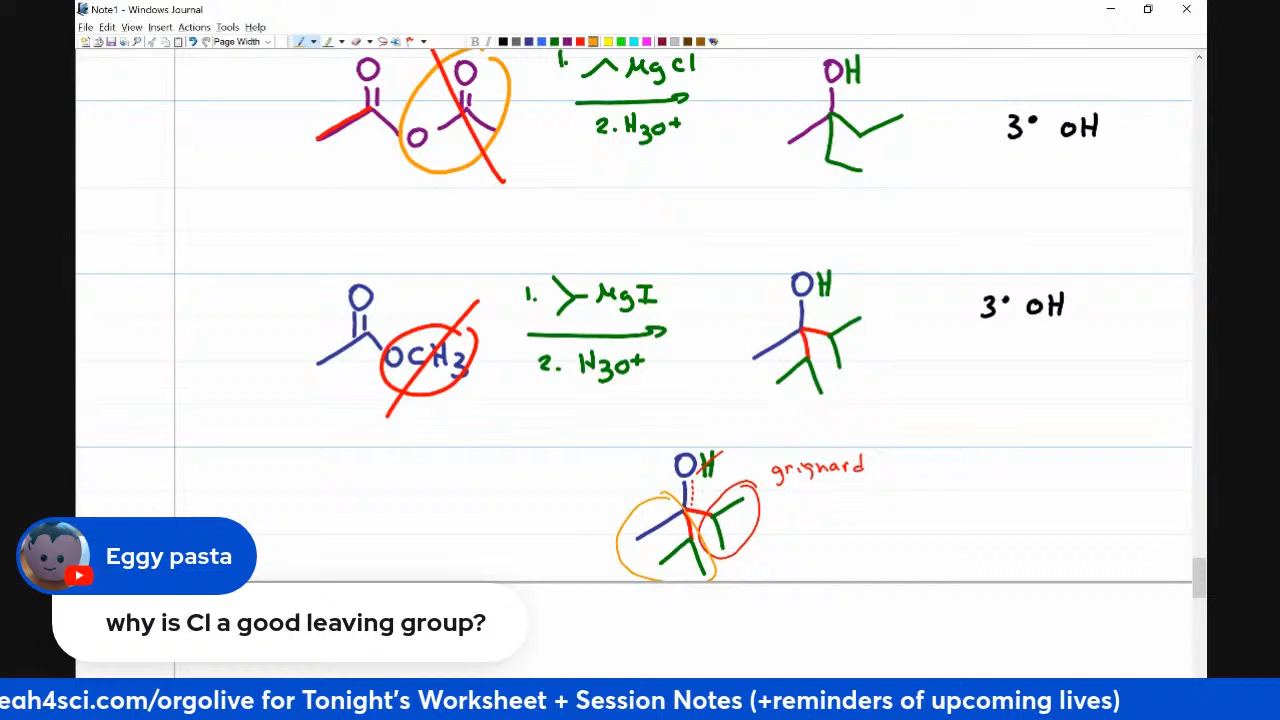 Note1 - Windows Journal
File Edit View Insert Actions Tools Help
Page Width
B I
O O
O
1. MgCl
2. H3O+
OH
3° OH
O
OCH3
1. MgI
2. H3O+
OH
3° OH
OH
grignard
Eggy pasta
why is Cl a good leaving group?
eah4sci.com/orgolive for Tonight's Worksheet + Session Notes (+reminders of upcoming lives)